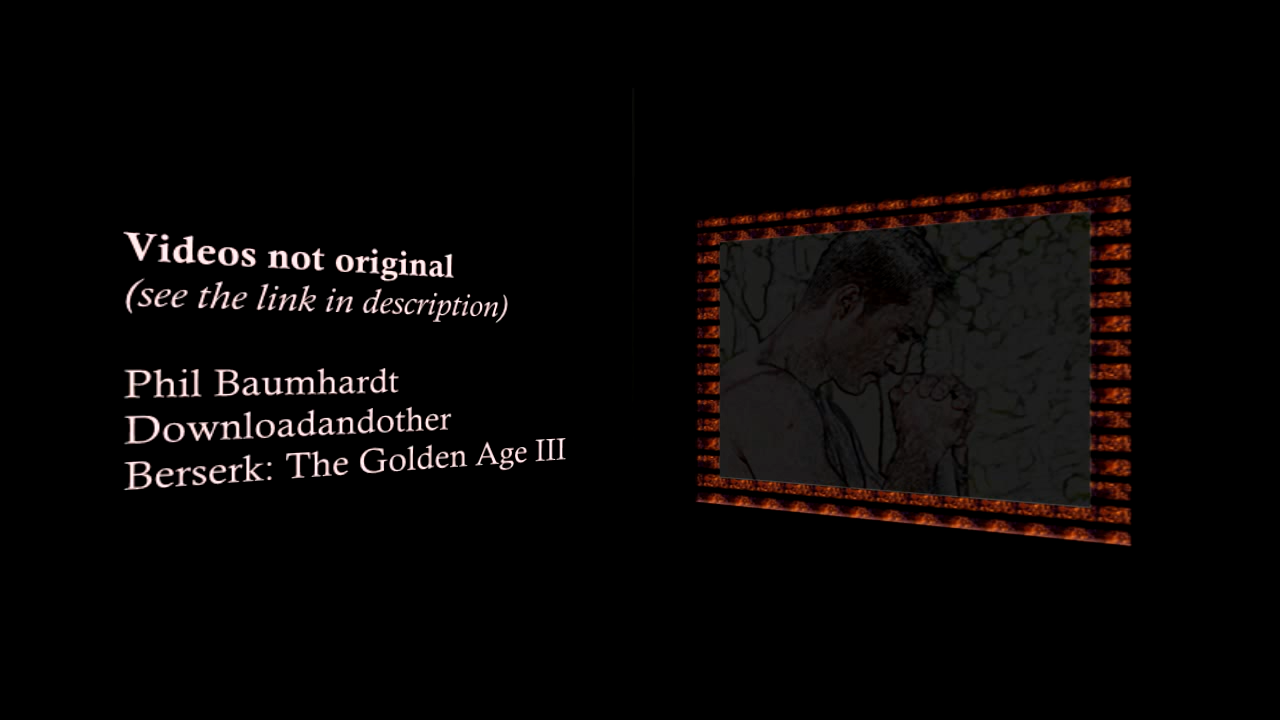 Videos not original
(see the link in description)
Phil Baumhardt
Downloadandother
Berserk: The Golden Age III